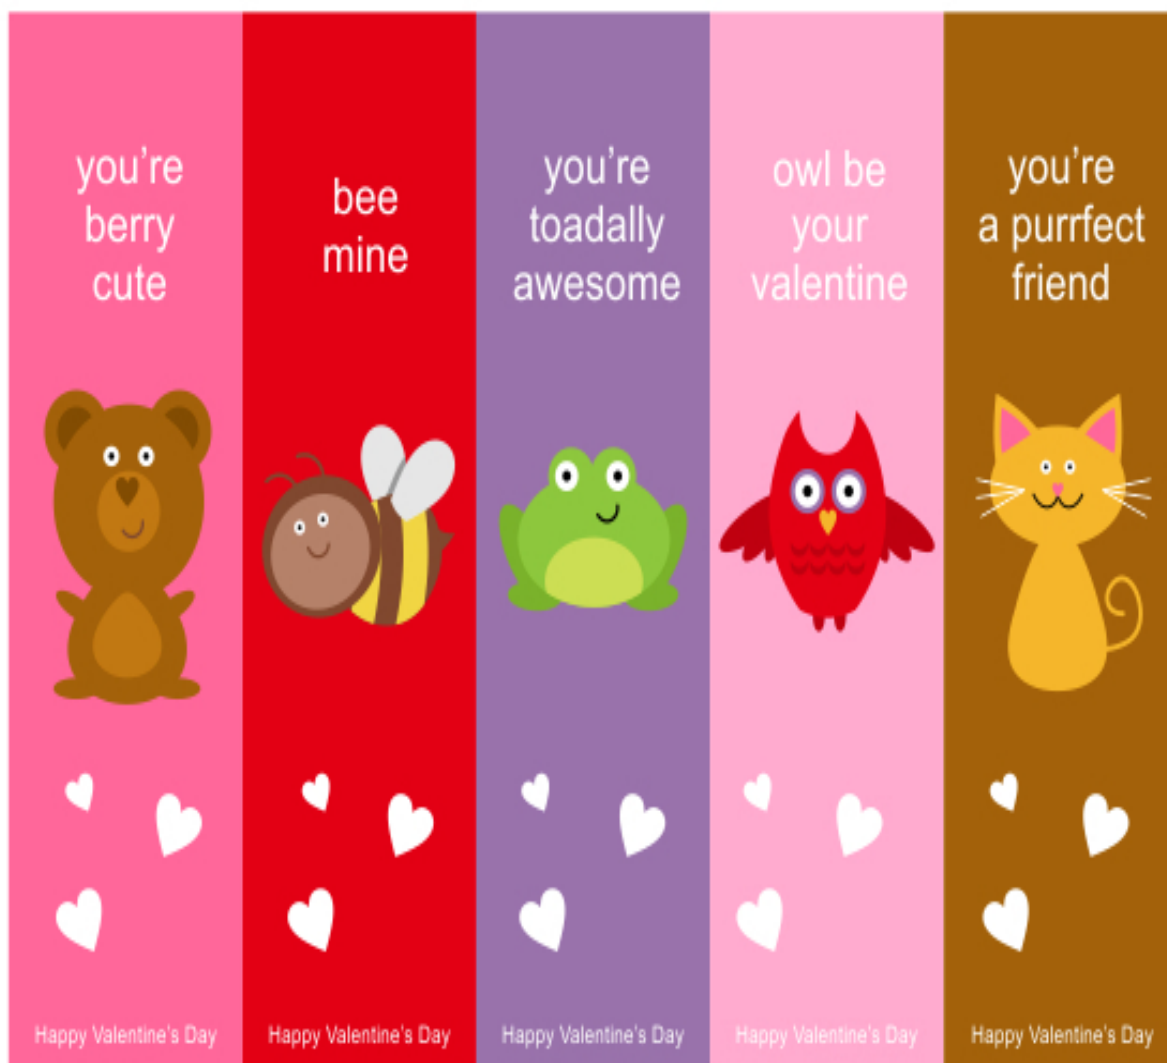 you're
berry
cute
Happy Valentine's Day
bee
mine
Happy Valentine's Day
you're
toadally
awesome
Happy Valentine's Day
owl be
your
valentine
Happy Valentine's Day
you're
a purrfect
friend
Happy Valentine's Day